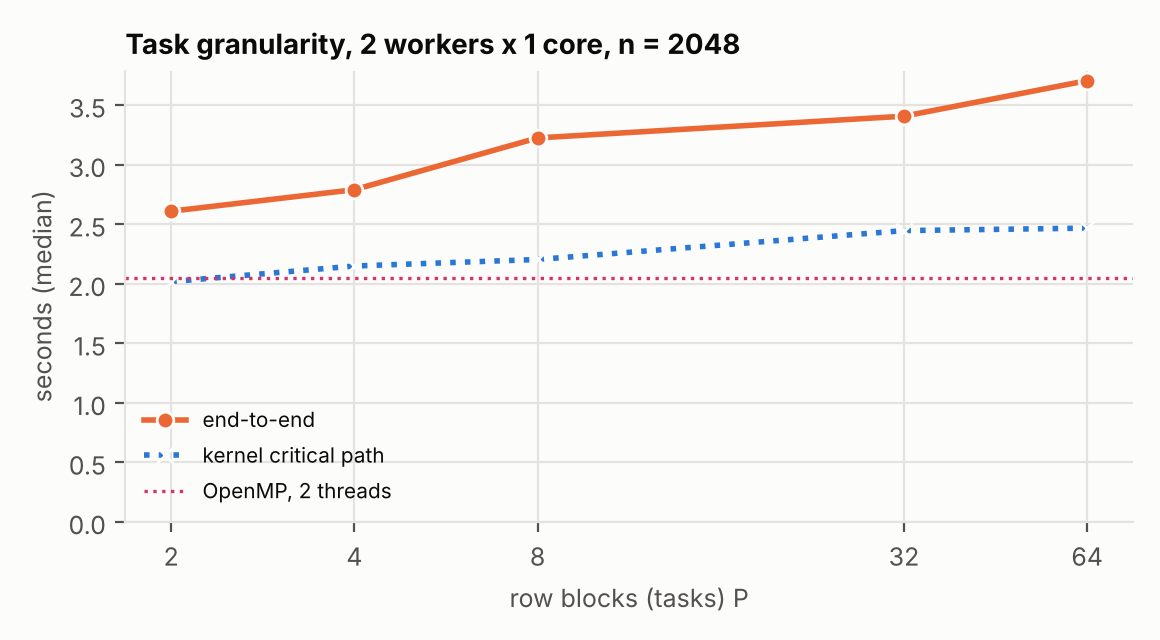 Task granularity, 2 workers x 1 core, n = 2048
seconds (median)
3.5
3.0
2.5
2.0
1.5
1.0
0.5
0.0
end-to-end
kernel critical path
OpenMP, 2 threads
2 4 8 32 64
row blocks (tasks) P